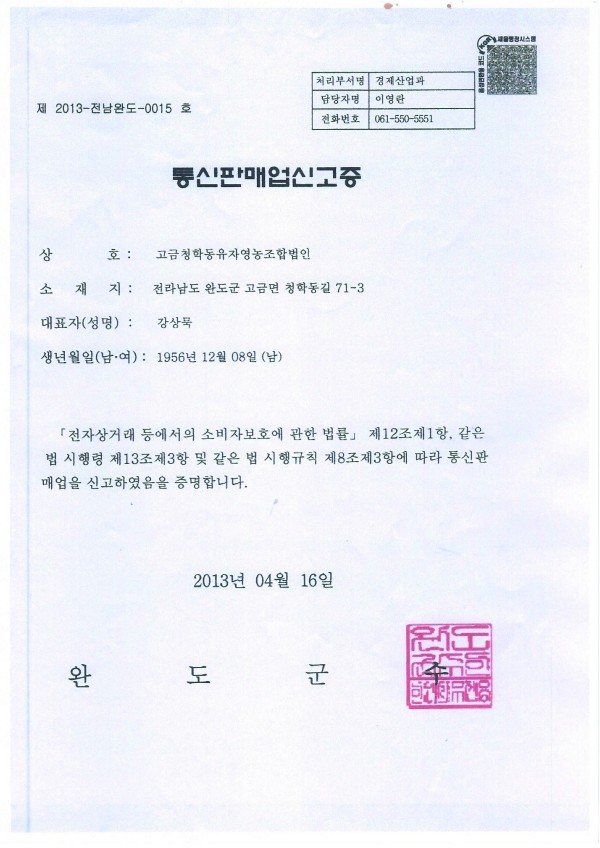 새올행정시스템
제 2013-전남완도-0015 호
처리부서명 경제산업과
담당자명 이영란
전화번호 061-550-5551
통신판매업신고증
상 호 : 고금청학동유자영농조합법인
소 재 지 : 전라남도 완도군 고금면 청학동길 71-3
대표자(성명) : 강상묵
생년월일(남·여) : 1956년 12월 08일 (남)
「전자상거래 등에서의 소비자보호에 관한 법률」 제12조제1항, 같은
법 시행령 제13조제3항 및 같은 법 시행규칙 제8조제3항에 따라 통신판
매업을 신고하였음을 증명합니다.
2013년 04월 16일
완 도 군 수